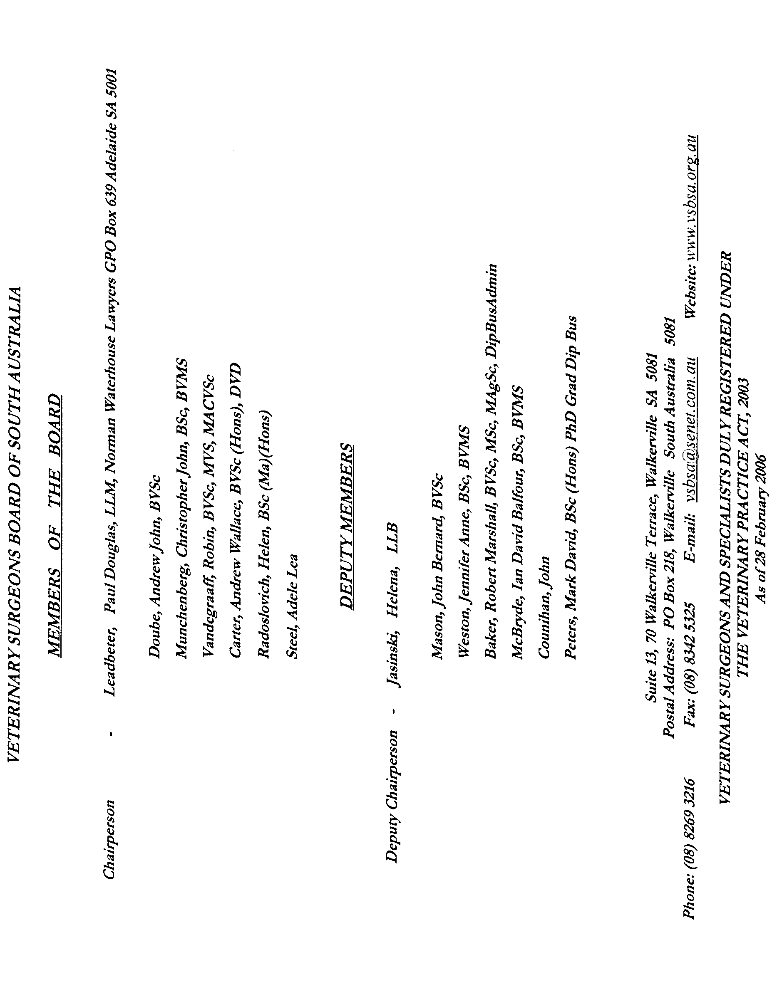 VETERINARY SURGEONS BOARD OF SOUTH AUSTRALIA
MEMBERS OF THE BOARD
Chairperson - Leadbeter, Paul Douglas, LLM, Norman Waterhouse Lawyers GPO Box 639 Adelaide SA 5001
Doube, Andrew John, BVSc
Munchenberg, Christopher John, BSc, BVMS
Vandegraaff, Robin, BVSc, MVS, MACVSc
Carter, Andrew Wallace, BVSc (Hons), DVD
Radoslovich, Helen, BSc (Ma)(Hons)
Steel, Adele Lea
DEPUTY MEMBERS
Deputy Chairperson - Jasinski, Helena, LLB
Mason, John Bernard, BVSc
Weston, Jennifer Anne, BSc, BVMS
Baker, Robert Marshall, BVSc, MSc, MAgSc, DipBusAdmin
McBryde, Ian David Balfour, BSc, BVMS
Counihan, John
Peters, Mark David, BSc (Hons) PhD Grad Dip Bus
Suite 13, 70 Walkerville Terrace, Walkerville SA 5081
Postal Address: PO Box 218, Walkerville South Australia 5081
Phone: (08) 8269 3216 Fax: (08) 8342 5325 E-mail: vsbsa@senet.com.au Website: www.vsbsa.org.au
VETERINARY SURGEONS AND SPECIALISTS DULY REGISTERED UNDER
THE VETERINARY PRACTICE ACT, 2003
As of 28 February 2006